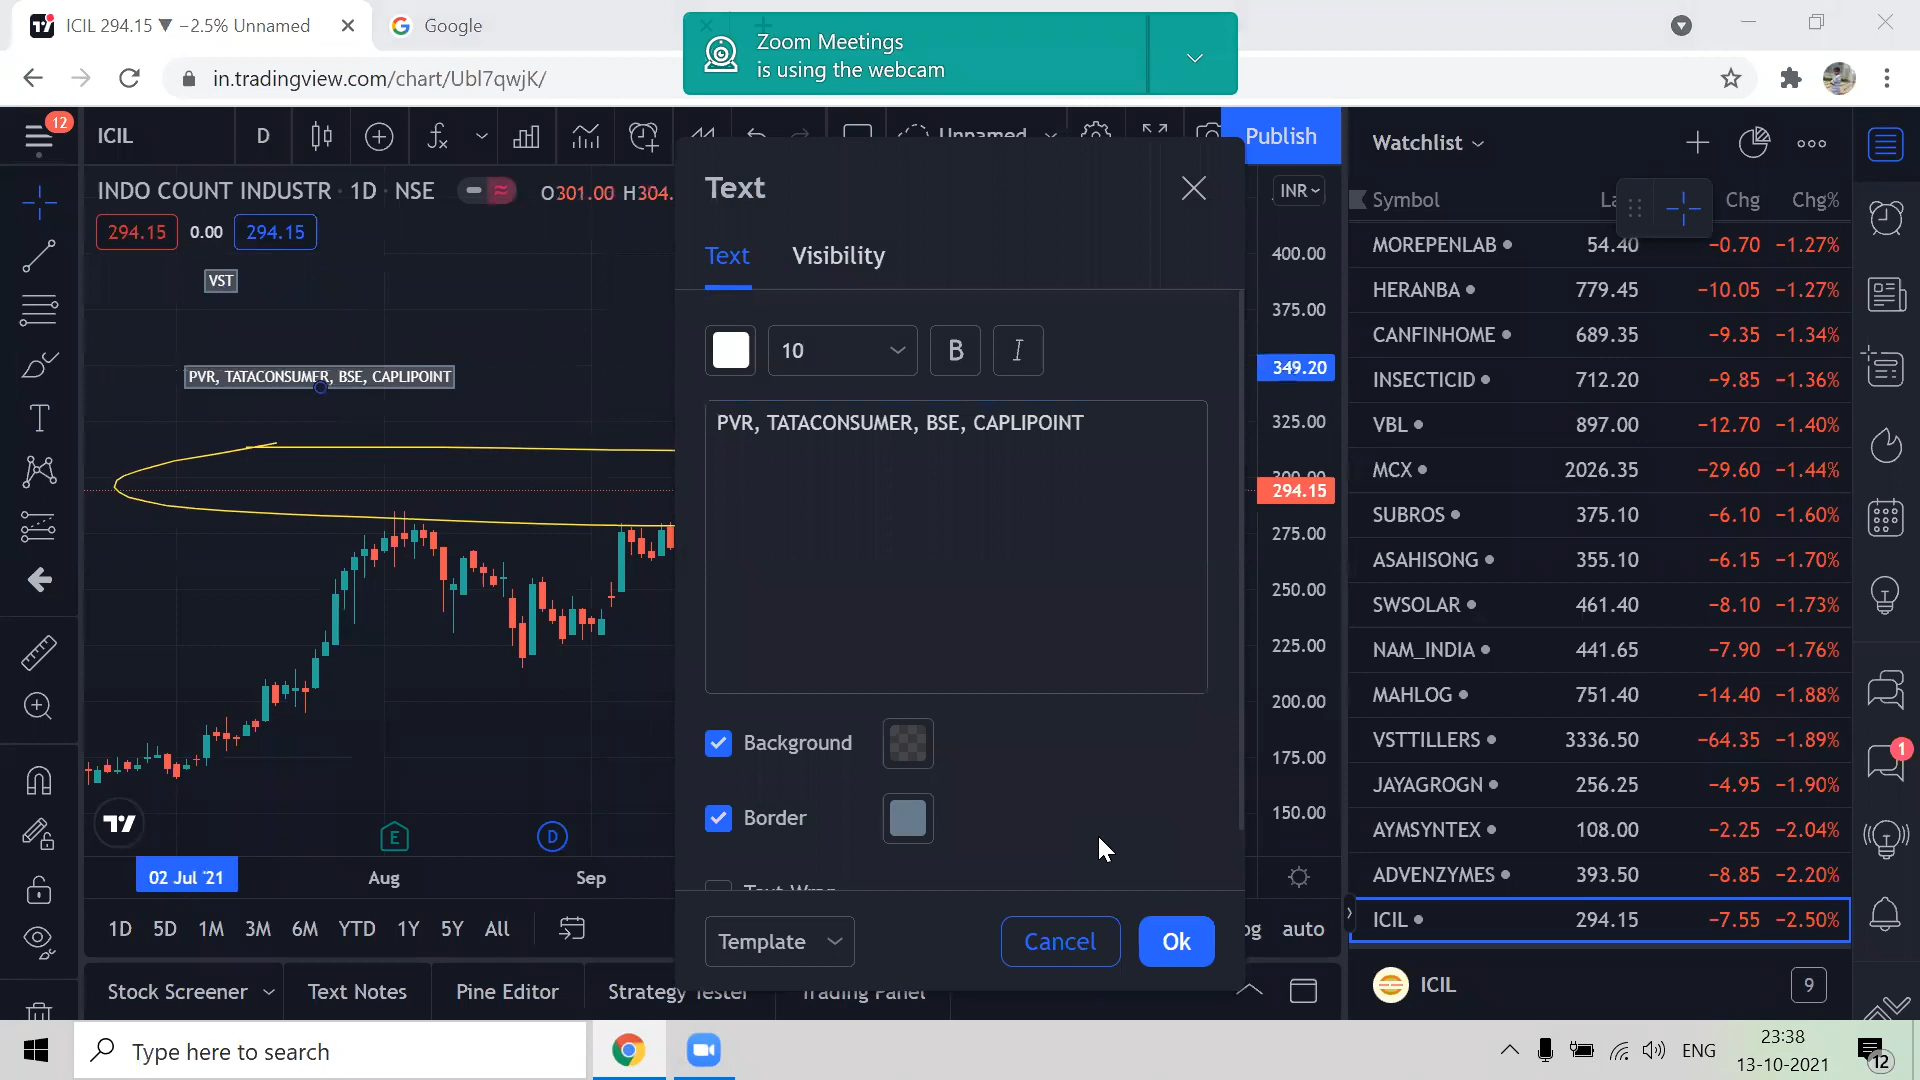 ICIL 294.15 ▼ −2.5% Unnamed
Google
Zoom Meetings
is using the webcam
in.tradingview.com/chart/Ubl7qwjK/
12
ICIL
D
Unnamed
Publish
Watchlist
INDO COUNT INDUSTR · 1D · NSE
O301.00 H304.
INR
294.15 0.00 294.15
Text
Text Visibility
VST
PVR, TATACONSUMER, BSE, CAPLIPOINT
10
B I
PVR, TATACONSUMER, BSE, CAPLIPOINT
Background
Border
Template
Cancel
Ok
400.00
375.00
349.20
325.00
300.00
294.15
275.00
250.00
225.00
200.00
175.00
150.00
E
D
02 Jul '21
Aug
Sep
1D 5D 1M 3M 6M YTD 1Y 5Y All
auto
Stock Screener
Text Notes
Pine Editor
Strategy Tester
Trading Panel
Symbol Chg Chg%
MOREPENLAB 54.40 −0.70 −1.27%
HERANBA 779.45 −10.05 −1.27%
CANFINHOME 689.35 −9.35 −1.34%
INSECTICID 712.20 −9.85 −1.36%
VBL 897.00 −12.70 −1.40%
MCX 2026.35 −29.60 −1.44%
SUBROS 375.10 −6.10 −1.60%
ASAHISONG 355.10 −6.15 −1.70%
SWSOLAR 461.40 −8.10 −1.73%
NAM_INDIA 441.65 −7.90 −1.76%
MAHLOG 751.40 −14.40 −1.88%
VSTTILLERS 3336.50 −64.35 −1.89%
JAYAGROGN 256.25 −4.95 −1.90%
AYMSYNTEX 108.00 −2.25 −2.04%
ADVENZYMES 393.50 −8.85 −2.20%
ICIL 294.15 −7.55 −2.50%
ICIL
9
1
Type here to search
ENG
23:38
13-10-2021
12